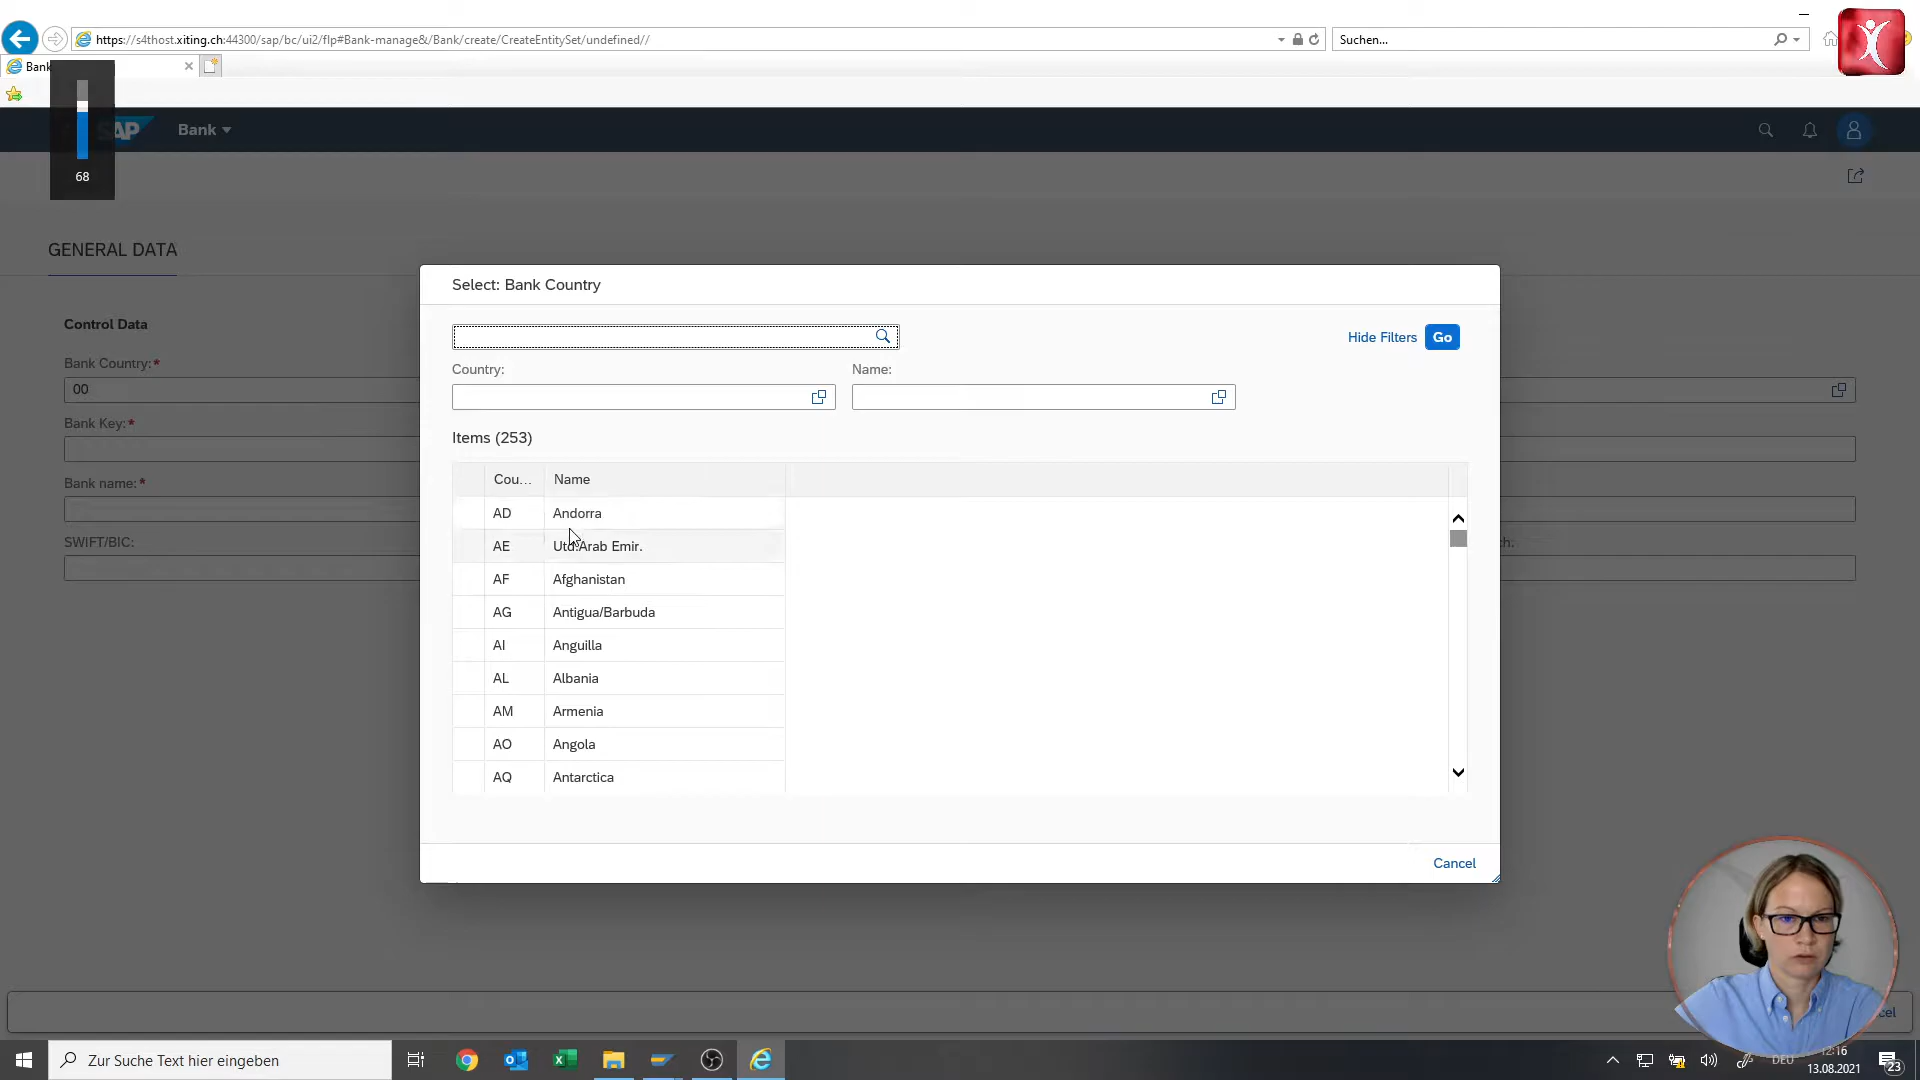 https://s4thost.xiting.ch:44300/sap/bc/ui2/flp#Bank-manage&/Bank/create/CreateEntitySet/undefined//
Suchen...
Bank
SAP
Bank
68
GENERAL DATA
Select: Bank Country
Control Data
Hide Filters
Go
Bank Country:*
Country:
Name:
00
Bank Key:*
Items (253)
Bank name:*
Cou...
Name
AD
Andorra
SWIFT/BIC:
AE
Utd.Arab Emir.
AF
Afghanistan
AG
Antigua/Barbuda
AI
Anguilla
AL
Albania
AM
Armenia
AO
Angola
AQ
Antarctica
Cancel
Zur Suche Text hier eingeben
DEU
12:16
13.08.2021
23